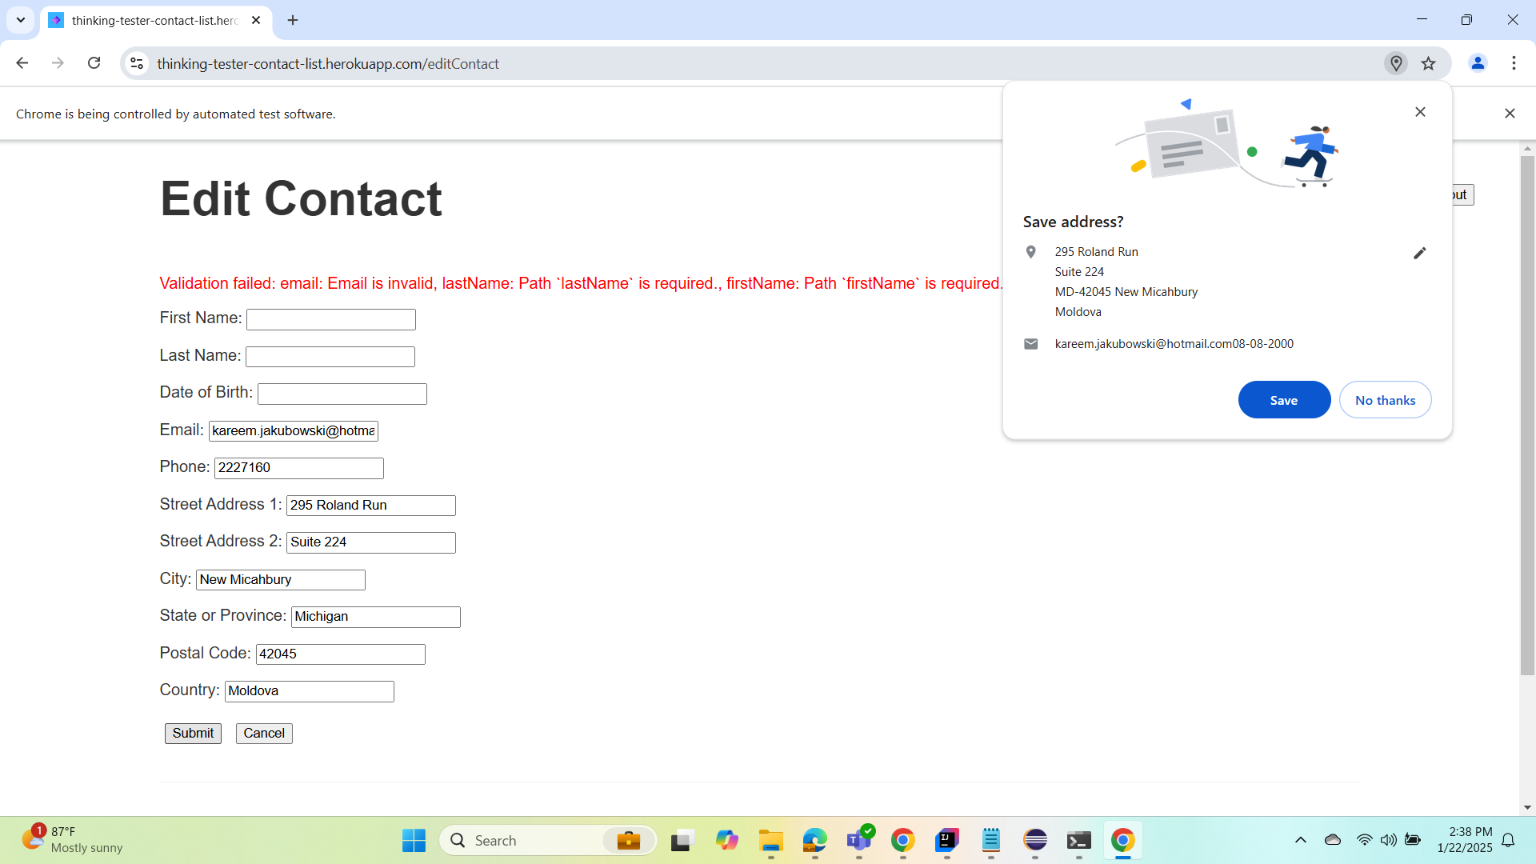 thinking-tester-contact-list.herc
thinking-tester-contact-list.herokuapp.com/editContact
Chrome is being controlled by automated test software.
Edit Contact
out
Validation failed: email: Email is invalid, lastName: Path `lastName` is required., firstName: Path `firstName` is required.
First Name:
Last Name:
Date of Birth:
Email: kareem.jakubowski@hotma
Phone: 2227160
Street Address 1: 295 Roland Run
Street Address 2: Suite 224
City: New Micahbury
State or Province: Michigan
Postal Code: 42045
Country: Moldova
Submit Cancel
Save address?
295 Roland Run
Suite 224
MD-42045 New Micahbury
Moldova
kareem.jakubowski@hotmail.com08-08-2000
Save No thanks
1
87°F
Mostly sunny
Search
2:38 PM
1/22/2025